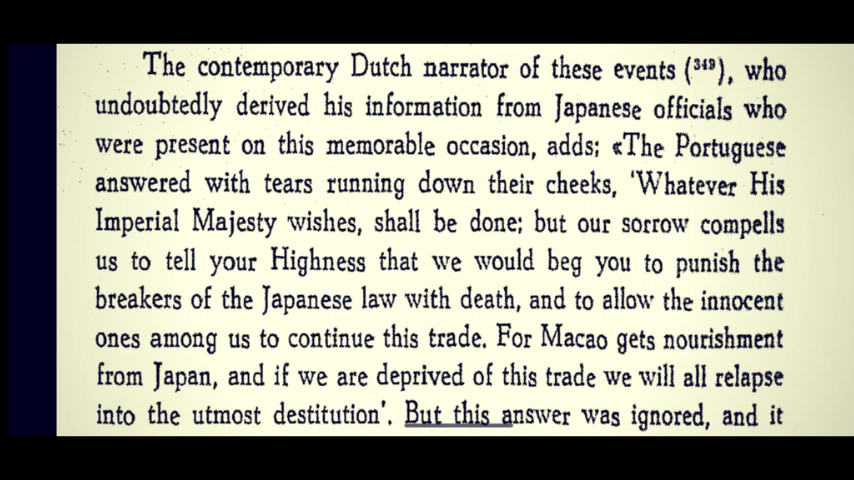 The contemporary Dutch narrator of these events (³⁴⁹), who
undoubtedly derived his information from Japanese officials who
were present on this memorable occasion, adds; «The Portuguese
answered with tears running down their cheeks, 'Whatever His
Imperial Majesty wishes, shall be done; but our sorrow compells
us to tell your Highness that we would beg you to punish the
breakers of the Japanese law with death, and to allow the innocent
ones among us to continue this trade. For Macao gets nourishment
from Japan, and if we are deprived of this trade we will all relapse
into the utmost destitution'. But this answer was ignored, and it